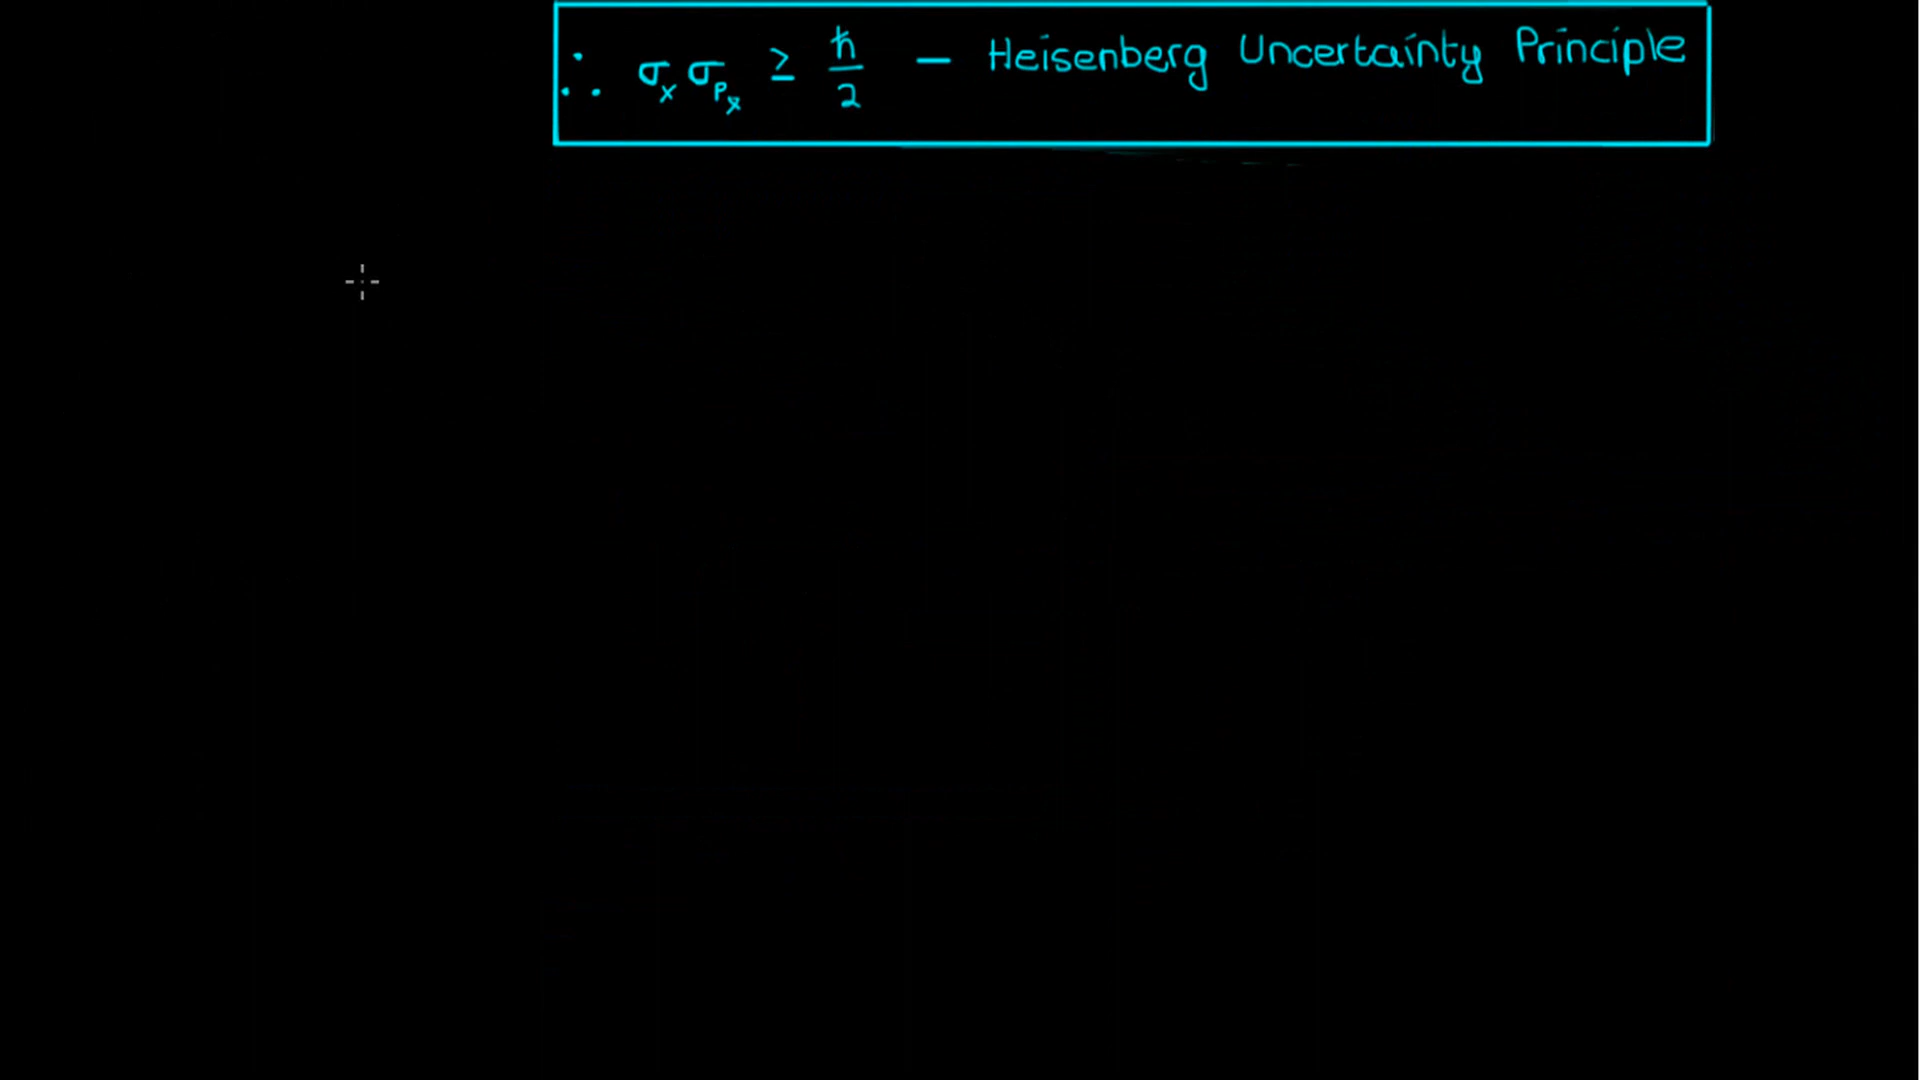 ∴ σₓ σₚₓ ≥ ℏ/2 – Heisenberg Uncertainty Principle